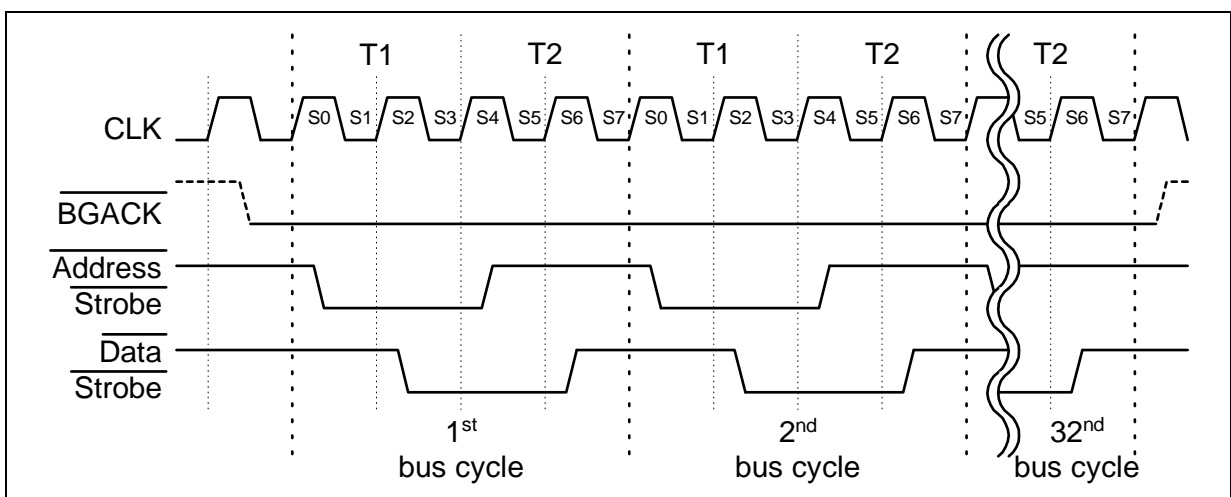 T1 T2 T1 T2 T2
CLK S0 S1 S2 S3 S4 S5 S6 S7 S0 S1 S2 S3 S4 S5 S6 S7 S5 S6 S7
BGACK
Address
Strobe
Data
Strobe
1st 2nd 32nd
bus cycle bus cycle bus cycle